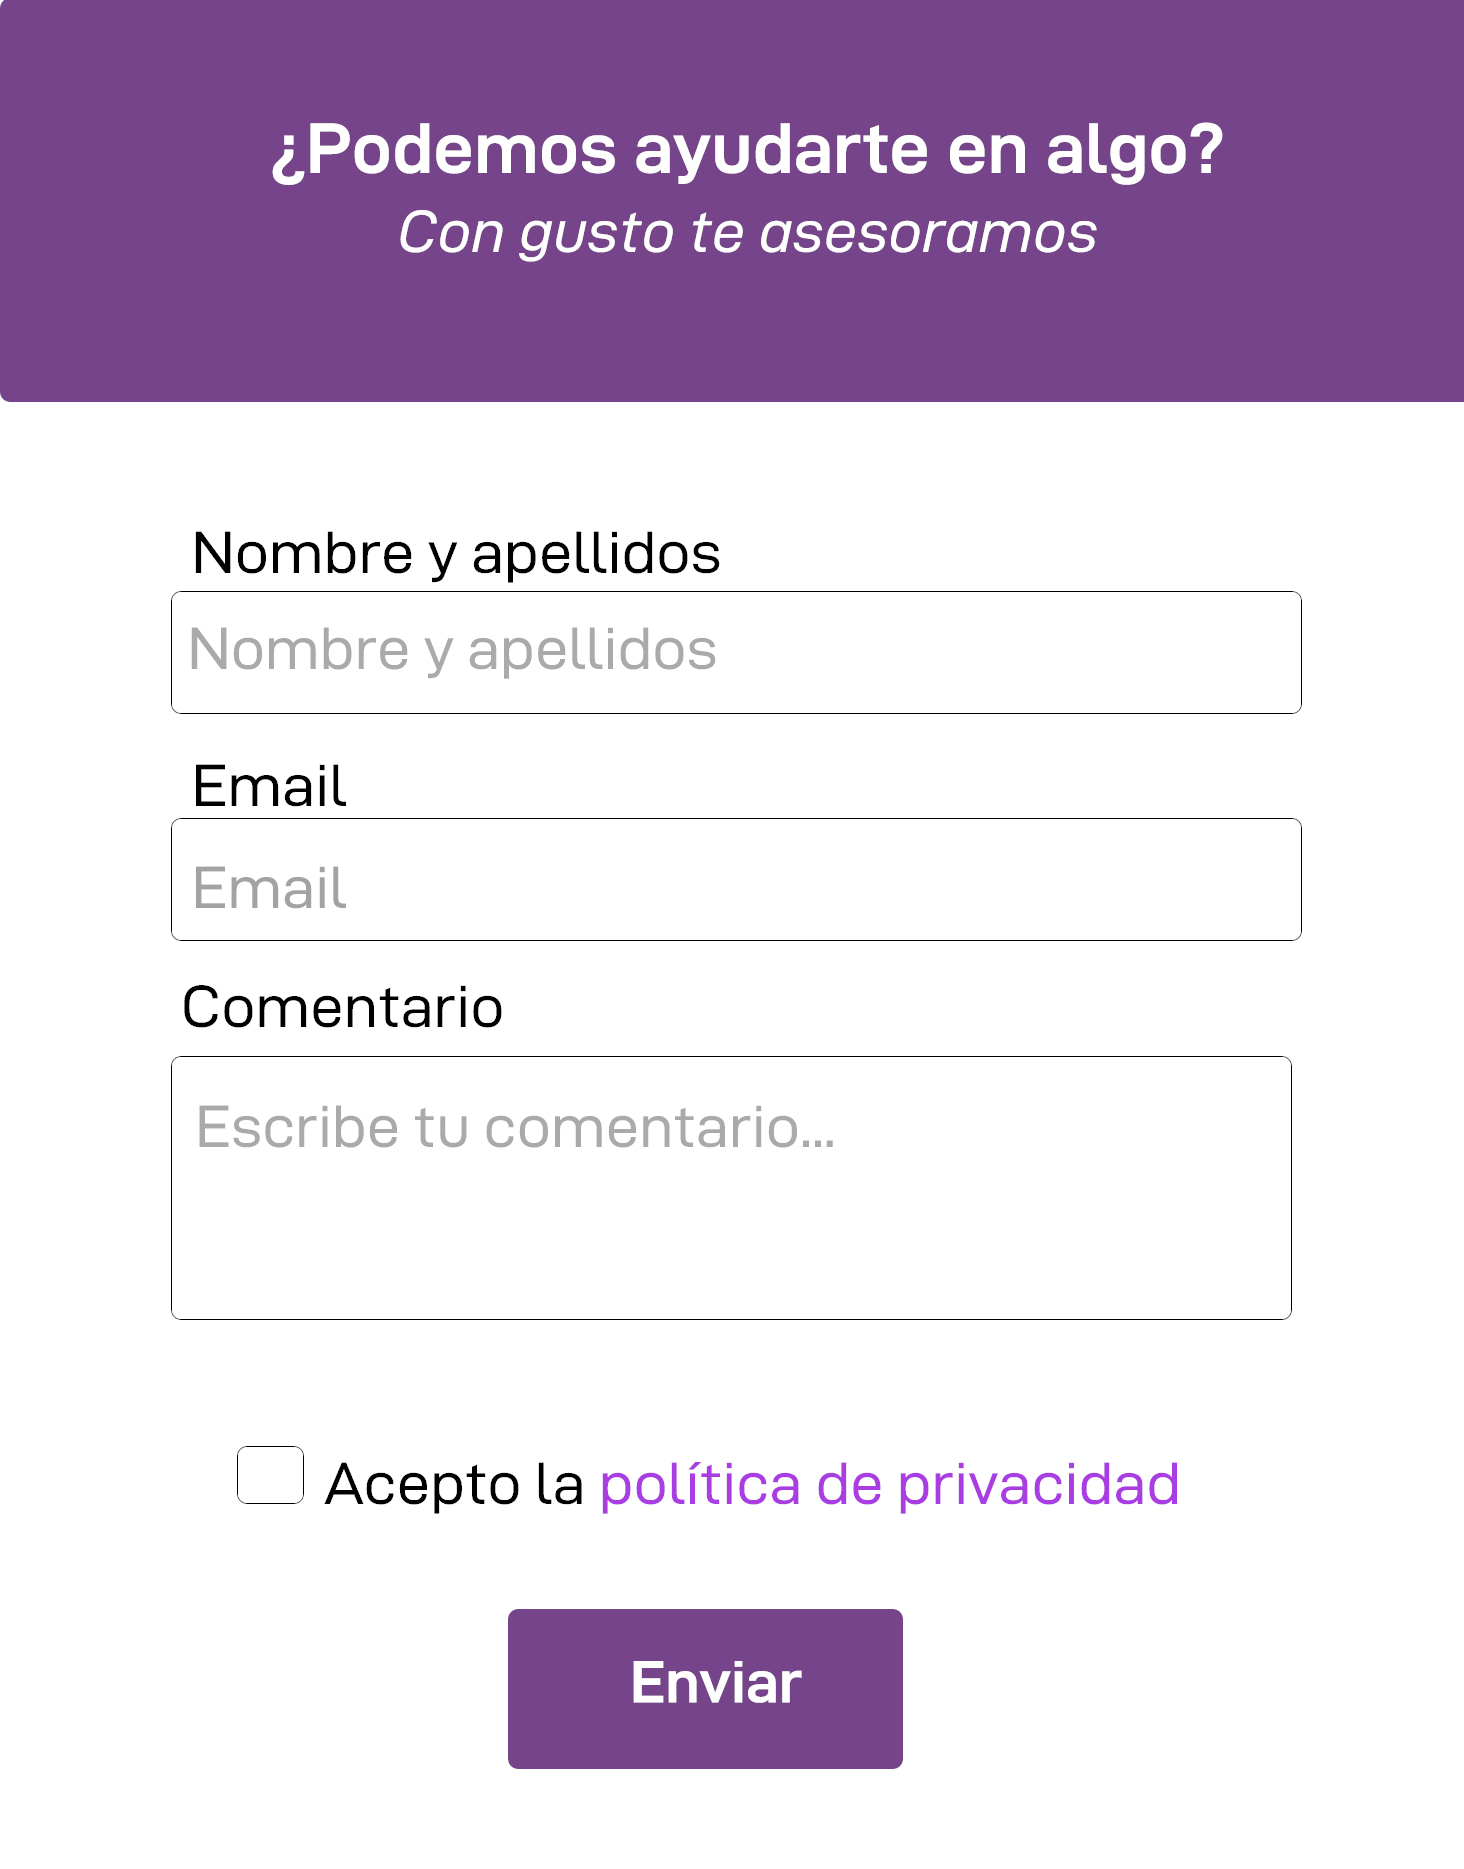 ¿Podemos ayudarte en algo?
Con gusto te asesoramos
Nombre y apellidos
Nombre y apellidos
Email
Email
Comentario
Escribe tu comentario...
Acepto la política de privacidad
Enviar